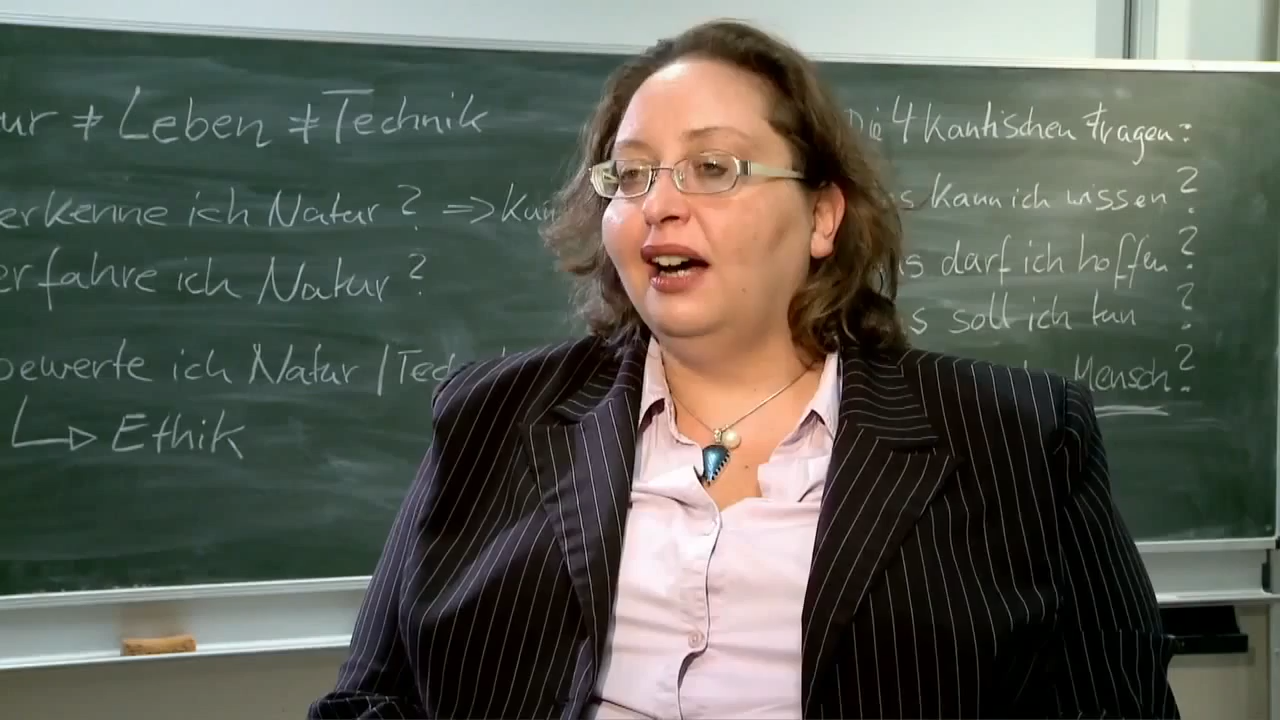 ur ≠ Leben ≠ Technik
erkenne ich Natur ? => Kun
erfahre ich Natur ?
bewerte ich Natur / Tec
Ethik
Die 4 Kantischen Fragen:
s kann ich wissen ?
s darf ich hoffen ?
s soll ich tun ?
Mensch ?